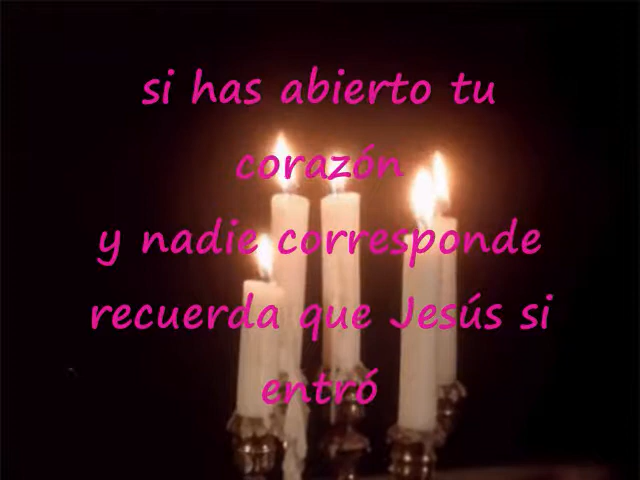 si has abierto tu
corazón
y nadie corresponde
recuerda que Jesús si
entró